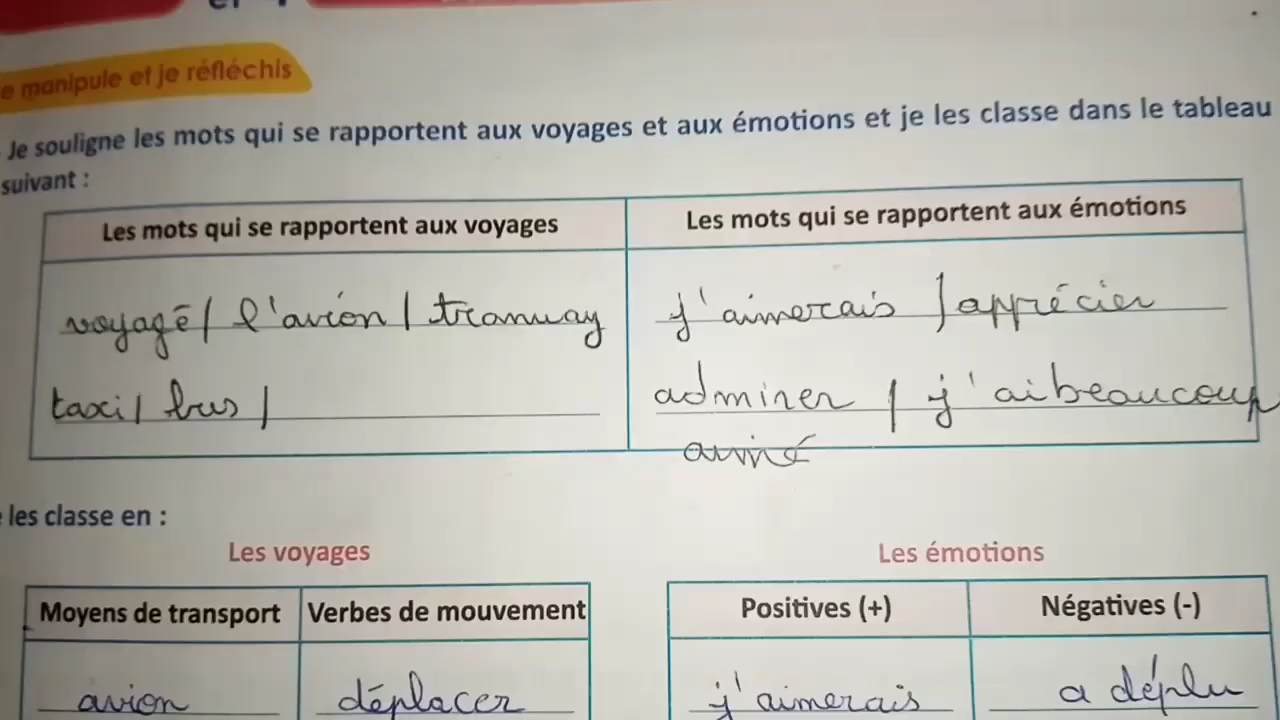 et
e manipule et je réfléchis
Je souligne les mots qui se rapportent aux voyages et aux émotions et je les classe dans le tableau
suivant :
Les mots qui se rapportent aux voyages
Les mots qui se rapportent aux émotions
voyagé / l'avion / tramway
taxi / bus /
j'aimerais / apprécier
admirer / j'ai beaucoup
aimé
les classe en :
Les voyages
Les émotions
Moyens de transport
Verbes de mouvement
Positives (+)
Négatives (-)
avion
déplacer
j'aimerais
a déplu